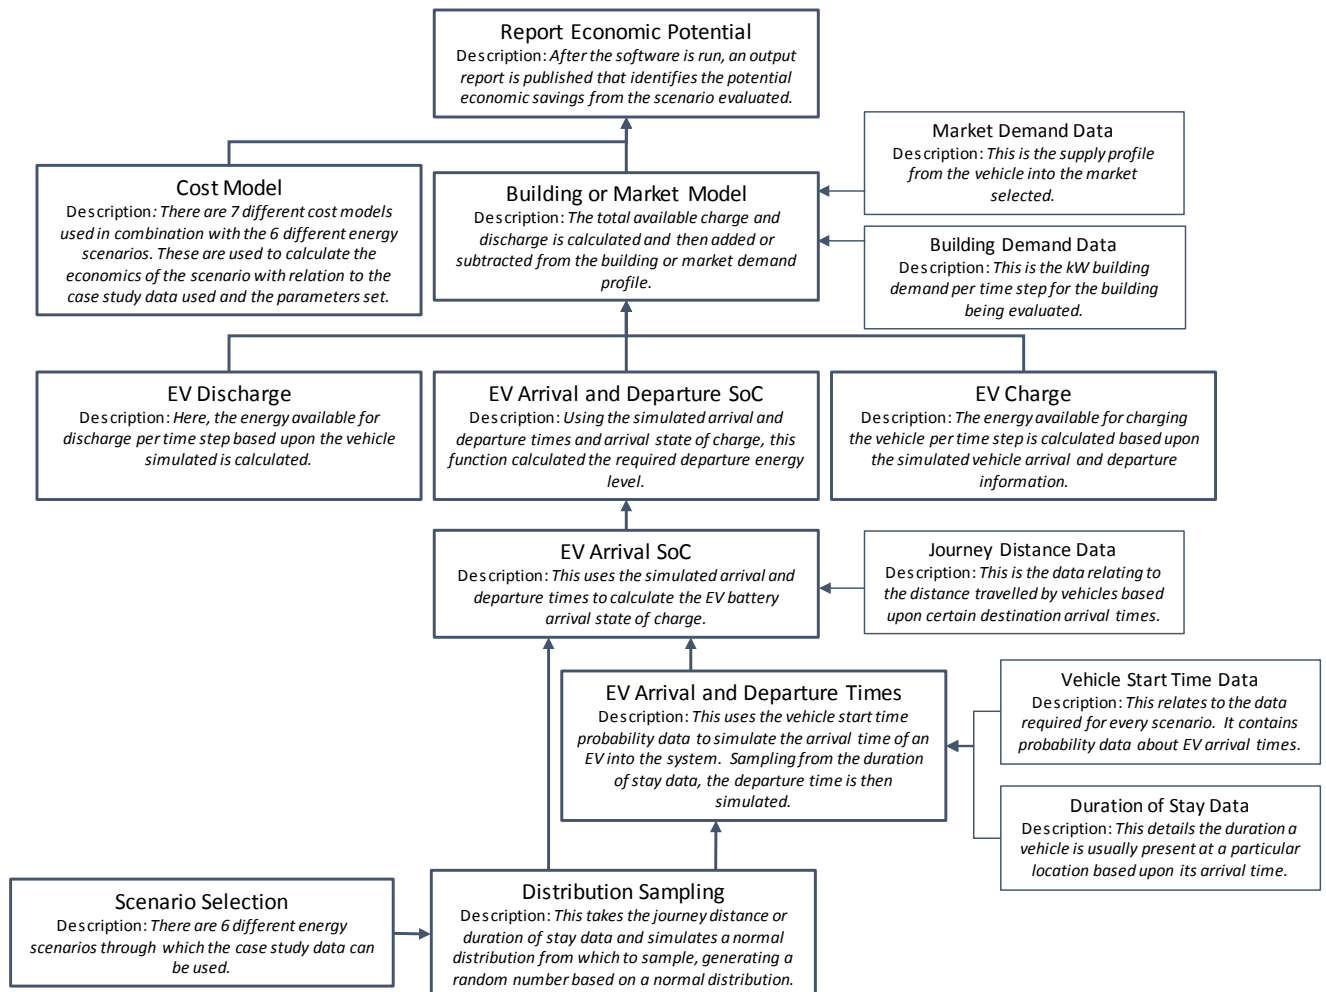 Report Economic Potential
Description: After the software is run, an output
report is published that identifies the potential
economic savings from the scenario evaluated.
Market Demand Data
Description: This is the supply profile
from the vehicle into the market
selected.
Cost Model
Description: There are 7 different cost models
used in combination with the 6 different energy
scenarios. These are used to calculate the
economics of the scenario with relation to the
case study data used and the parameters set.
Building or Market Model
Description: The total available charge and
discharge is calculated and then added or
subtracted from the building or market demand
profile.
Building Demand Data
Description: This is the kW building
demand per time step for the building
being evaluated.
EV Discharge
Description: Here, the energy available for
discharge per time step based upon the vehicle
simulated is calculated.
EV Arrival and Departure SoC
Description: Using the simulated arrival and
departure times and arrival state of charge, this
function calculated the required departure energy
level.
EV Charge
Description: The energy available for charging
the vehicle per time step is calculated based upon
the simulated vehicle arrival and departure
information.
EV Arrival SoC
Description: This uses the simulated arrival and
departure times to calculate the EV battery
arrival state of charge.
Journey Distance Data
Description: This is the data relating to
the distance travelled by vehicles based
upon certain destination arrival times.
EV Arrival and Departure Times
Description: This uses the vehicle start time
probability data to simulate the arrival time of an
EV into the system. Sampling from the duration
of stay data, the departure time is then
simulated.
Vehicle Start Time Data
Description: This relates to the data
required for every scenario. It contains
probability data about EV arrival times.
Duration of Stay Data
Description: This details the duration a
vehicle is usually present at a particular
location based upon its arrival time.
Scenario Selection
Description: There are 6 different energy
scenarios through which the case study data can
be used.
Distribution Sampling
Description: This takes the journey distance or
duration of stay data and simulates a normal
distribution from which to sample, generating a
random number based on a normal distribution.